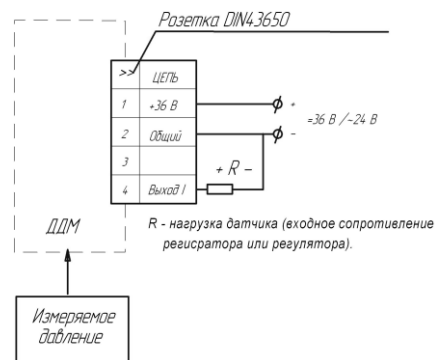 Розетка DIN43650
>> ЦЕПЬ
1 +36 В +
=36 В /-24 В
2 Общий -
3
+ R -
4 Выход I
R - нагрузка датчика (входное сопротивление
регисратора или регулятора).
ДДМ
Измеряемое
давление